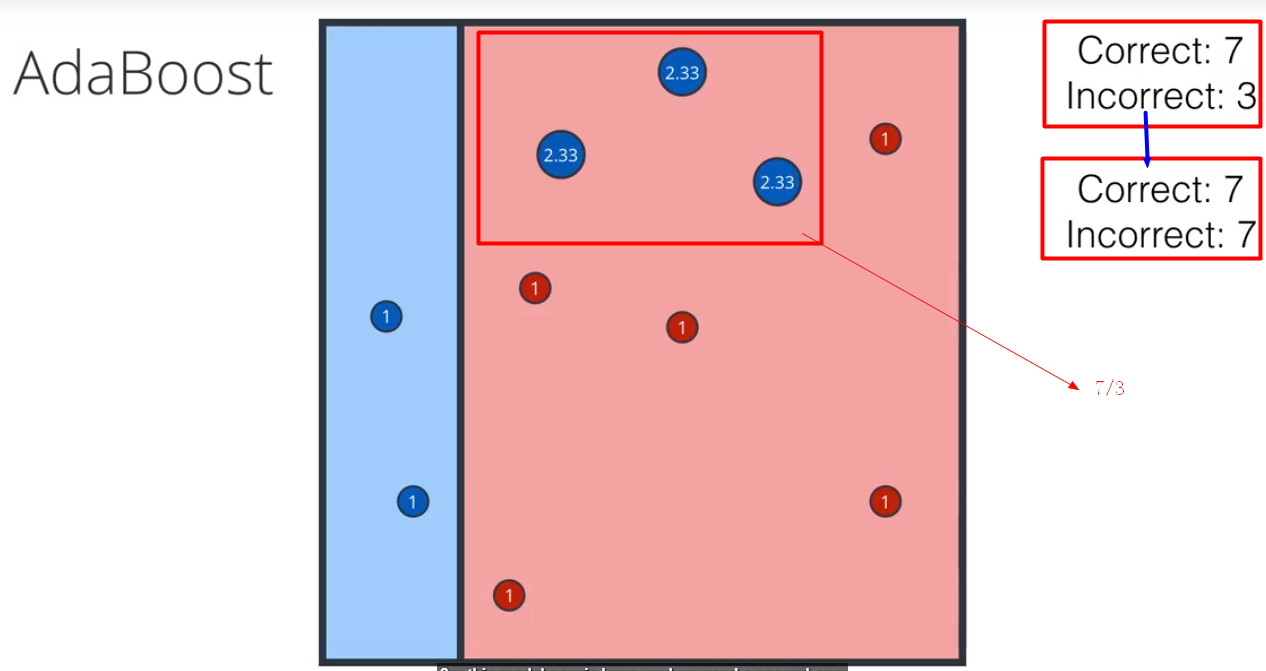 AdaBoost
2.33
2.33
2.33
1
1
1
1
1
1
1
Correct: 7
Incorrect: 3
Correct: 7
Incorrect: 7
7/3